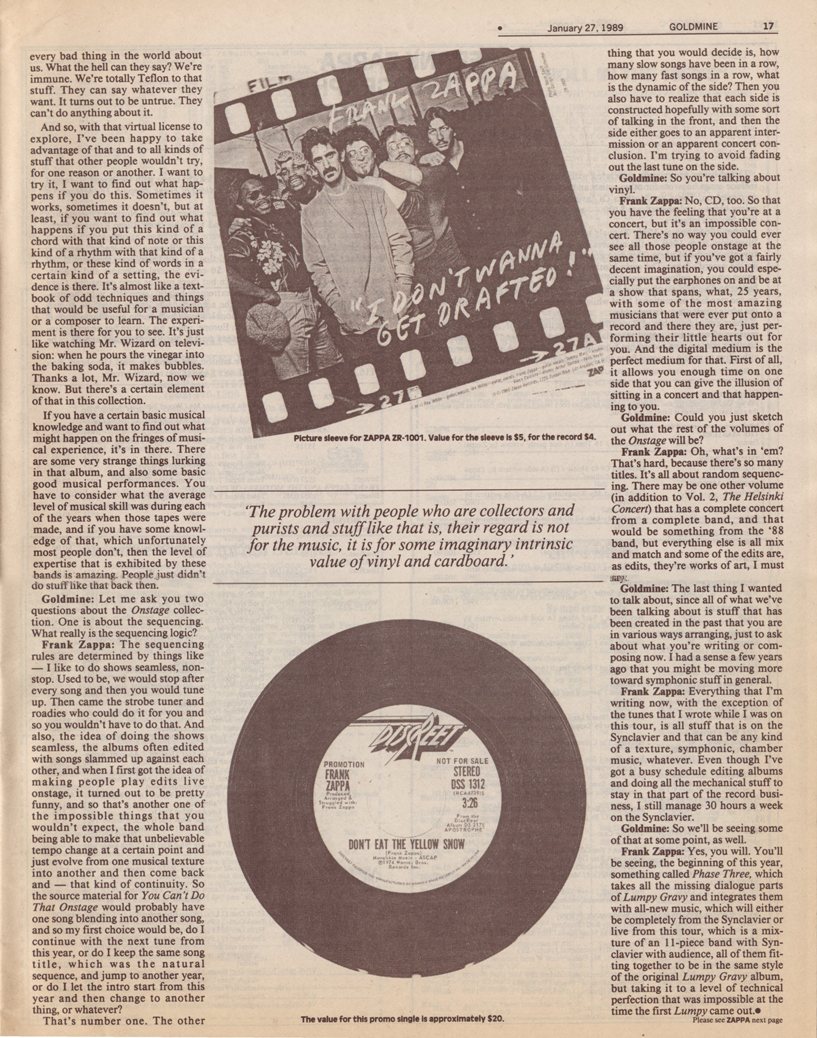 January 27, 1989 GOLDMINE 17
every bad thing in the world about
us. What the hell can they say? We're
immune. We're totally Teflon to that
stuff. They can say whatever they
want. It turns out to be untrue. They
can't do anything about it.
And so, with that virtual license to
explore, I've been happy to take
advantage of that and to all kinds of
stuff that other people wouldn't try,
for one reason or another. I want to
try it, I want to find out what hap-
pens if you do this. Sometimes it
works, sometimes it doesn't, but at
least, if you want to find out what
happens if you put this kind of a
chord with that kind of note or this
kind of a rhythm with that kind of a
rhythm, or these kind of words in a
certain kind of a setting, the evi-
dence is there. It's almost like a text-
book of odd techniques and things
that would be useful for a musician
or a composer to learn. The experi-
ment is there for you to see. It's just
like watching Mr. Wizard on televi-
sion: when he pours the vinegar into
the baking soda, it makes bubbles.
Thanks a lot, Mr. Wizard, now we
know. But there's a certain element
of that in this collection.
If you have a certain basic musical
knowledge and want to find out what
might happen on the fringes of musi-
cal experience, it's in there. There
are some very strange things lurking
in that album, and also some basic
good musical performances. You
have to consider what the average
level of musical skill was during each
of the years when those tapes were
made, and if you have some knowl-
edge of that, which unfortunately
most people don't, then the level of
expertise that is exhibited by these
bands is amazing. People just didn't
do stuff like that back then.
Goldmine: Let me ask you two
questions about the Onstage collec-
tion. One is about the sequencing.
What really is the sequencing logic?
Frank Zappa: The sequencing
rules are determined by things like
— I like to do shows seamless, non-
stop. Used to be, we would stop after
every song and then you would tune
up. Then came the strobe tuner and
roadies who could do it for you and
so you wouldn't have to do that. And
also, the idea of doing the shows
seamless, the albums often edited
with songs slammed up against each
other, and when I first got the idea of
making people play edits live
onstage, it turned out to be pretty
funny, and so that's another one of
the impossible things that you
wouldn't expect, the whole band
being able to make that unbelievable
tempo change at a certain point and
just evolve from one musical texture
into another and then come back
and — that kind of continuity. So
the source material for You Can't Do
That Onstage would probably have
one song blending into another song,
and so my first choice would be, do I
continue with the next tune from
this year, or do I keep the same song
title, which was the natural
sequence, and jump to another year,
or do I let the intro start from this
year and then change to another
thing, or whatever?
That's number one. The other
FILM
FRANK ZAPPA
"I DON'T WANNA
GET DRAFTED!"
→27
→27A
ZAP
Picture sleeve for ZAPPA ZR-1001. Value for the sleeve is $5, for the record $4.
'The problem with people who are collectors and
purists and stuff like that is, their regard is not
for the music, it is for some imaginary intrinsic
value of vinyl and cardboard.'
DISCREET
PROMOTION
FRANK
ZAPPA
Produced,
Arranged &
Struggled with:
Frank Zappa
NOT FOR SALE
STEREO
DSS 1312
3:26
From the
DiscReet
Album DS 2175
APOSTROPHE
DON'T EAT THE YELLOW SNOW
(Frank Zappa)
Munchkin Music - ASCAP
©1974 Warner Bros.
Records Inc.
The value for this promo single is approximately $20.
thing that you would decide is, how
many slow songs have been in a row,
how many fast songs in a row, what
is the dynamic of the side? Then you
also have to realize that each side is
constructed hopefully with some sort
of talking in the front, and then the
side either goes to an apparent inter-
mission or an apparent concert con-
clusion. I'm trying to avoid fading
out the last tune on the side.
Goldmine: So you're talking about
vinyl.
Frank Zappa: No, CD, too. So that
you have the feeling that you're at a
concert, but it's an impossible con-
cert. There's no way you could ever
see all those people onstage at the
same time, but if you've got a fairly
decent imagination, you could espe-
cially put the earphones on and be at
a show that spans, what, 25 years,
with some of the most amazing
musicians that were ever put onto a
record and there they are, just per-
forming their little hearts out for
you. And the digital medium is the
perfect medium for that. First of all,
it allows you enough time on one
side that you can give the illusion of
sitting in a concert and that happen-
ing to you.
Goldmine: Could you just sketch
out what the rest of the volumes of
the Onstage will be?
Frank Zappa: Oh, what's in 'em?
That's hard, because there's so many
titles. It's all about random sequenc-
ing. There may be one other volume
(in addition to Vol. 2, The Helsinki
Concert) that has a complete concert
from a complete band, and that
would be something from the '88
band, but everything else is all mix
and match and some of the edits are,
as edits, they're works of art, I must
say.
Goldmine: The last thing I wanted
to talk about, since all of what we've
been talking about is stuff that has
been created in the past that you are
in various ways arranging, just to ask
about what you're writing or com-
posing now. I had a sense a few years
ago that you might be moving more
toward symphonic stuff in general.
Frank Zappa: Everything that I'm
writing now, with the exception of
the tunes that I wrote while I was on
this tour, is all stuff that is on the
Synclavier and that can be any kind
of a texture, symphonic, chamber
music, whatever. Even though I've
got a busy schedule editing albums
and doing all the mechanical stuff to
stay in that part of the record busi-
ness, I still manage 30 hours a week
on the Synclavier.
Goldmine: So we'll be seeing some
of that at some point, as well.
Frank Zappa: Yes, you will. You'll
be seeing, the beginning of this year,
something called Phase Three, which
takes all the missing dialogue parts
of Lumpy Gravy and integrates them
with all-new music, which will either
be completely from the Synclavier or
live from this tour, which is a mix-
ture of an 11-piece band with Syn-
clavier with audience, all of them fit-
ting together to be in the same style
of the original Lumpy Gravy album,
but taking it to a level of technical
perfection that was impossible at the
time the first Lumpy came out.●
Please see ZAPPA next page